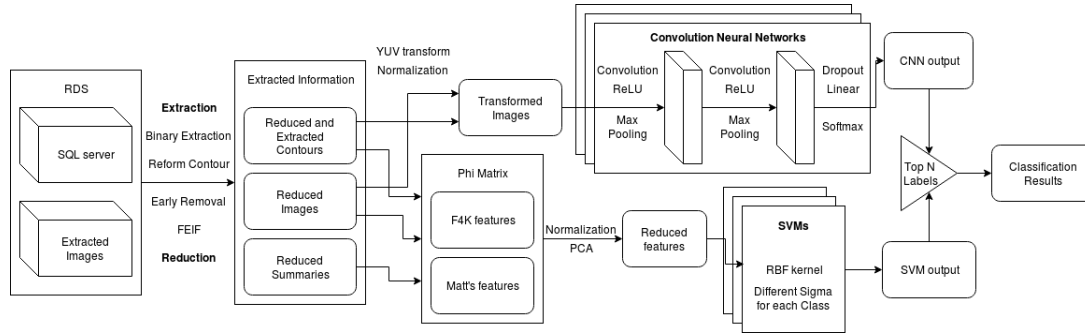 RDS
SQL server
Extracted
Images
Extraction
Binary Extraction
Reform Contour
Early Removal
FEIF
Reduction
Extracted Information
Reduced and
Extracted
Contours
Reduced
Images
Reduced
Summaries
YUV transform
Normalization
Transformed
Images
Phi Matrix
F4K features
Matt's features
Normalization
PCA
Reduced
features
Convolution Neural Networks
Convolution
ReLU
Max
Pooling
Convolution
ReLU
Max
Pooling
Dropout
Linear
Softmax
CNN output
SVMs
RBF kernel
Different Sigma
for each Class
SVM output
Top N
Labels
Classification
Results